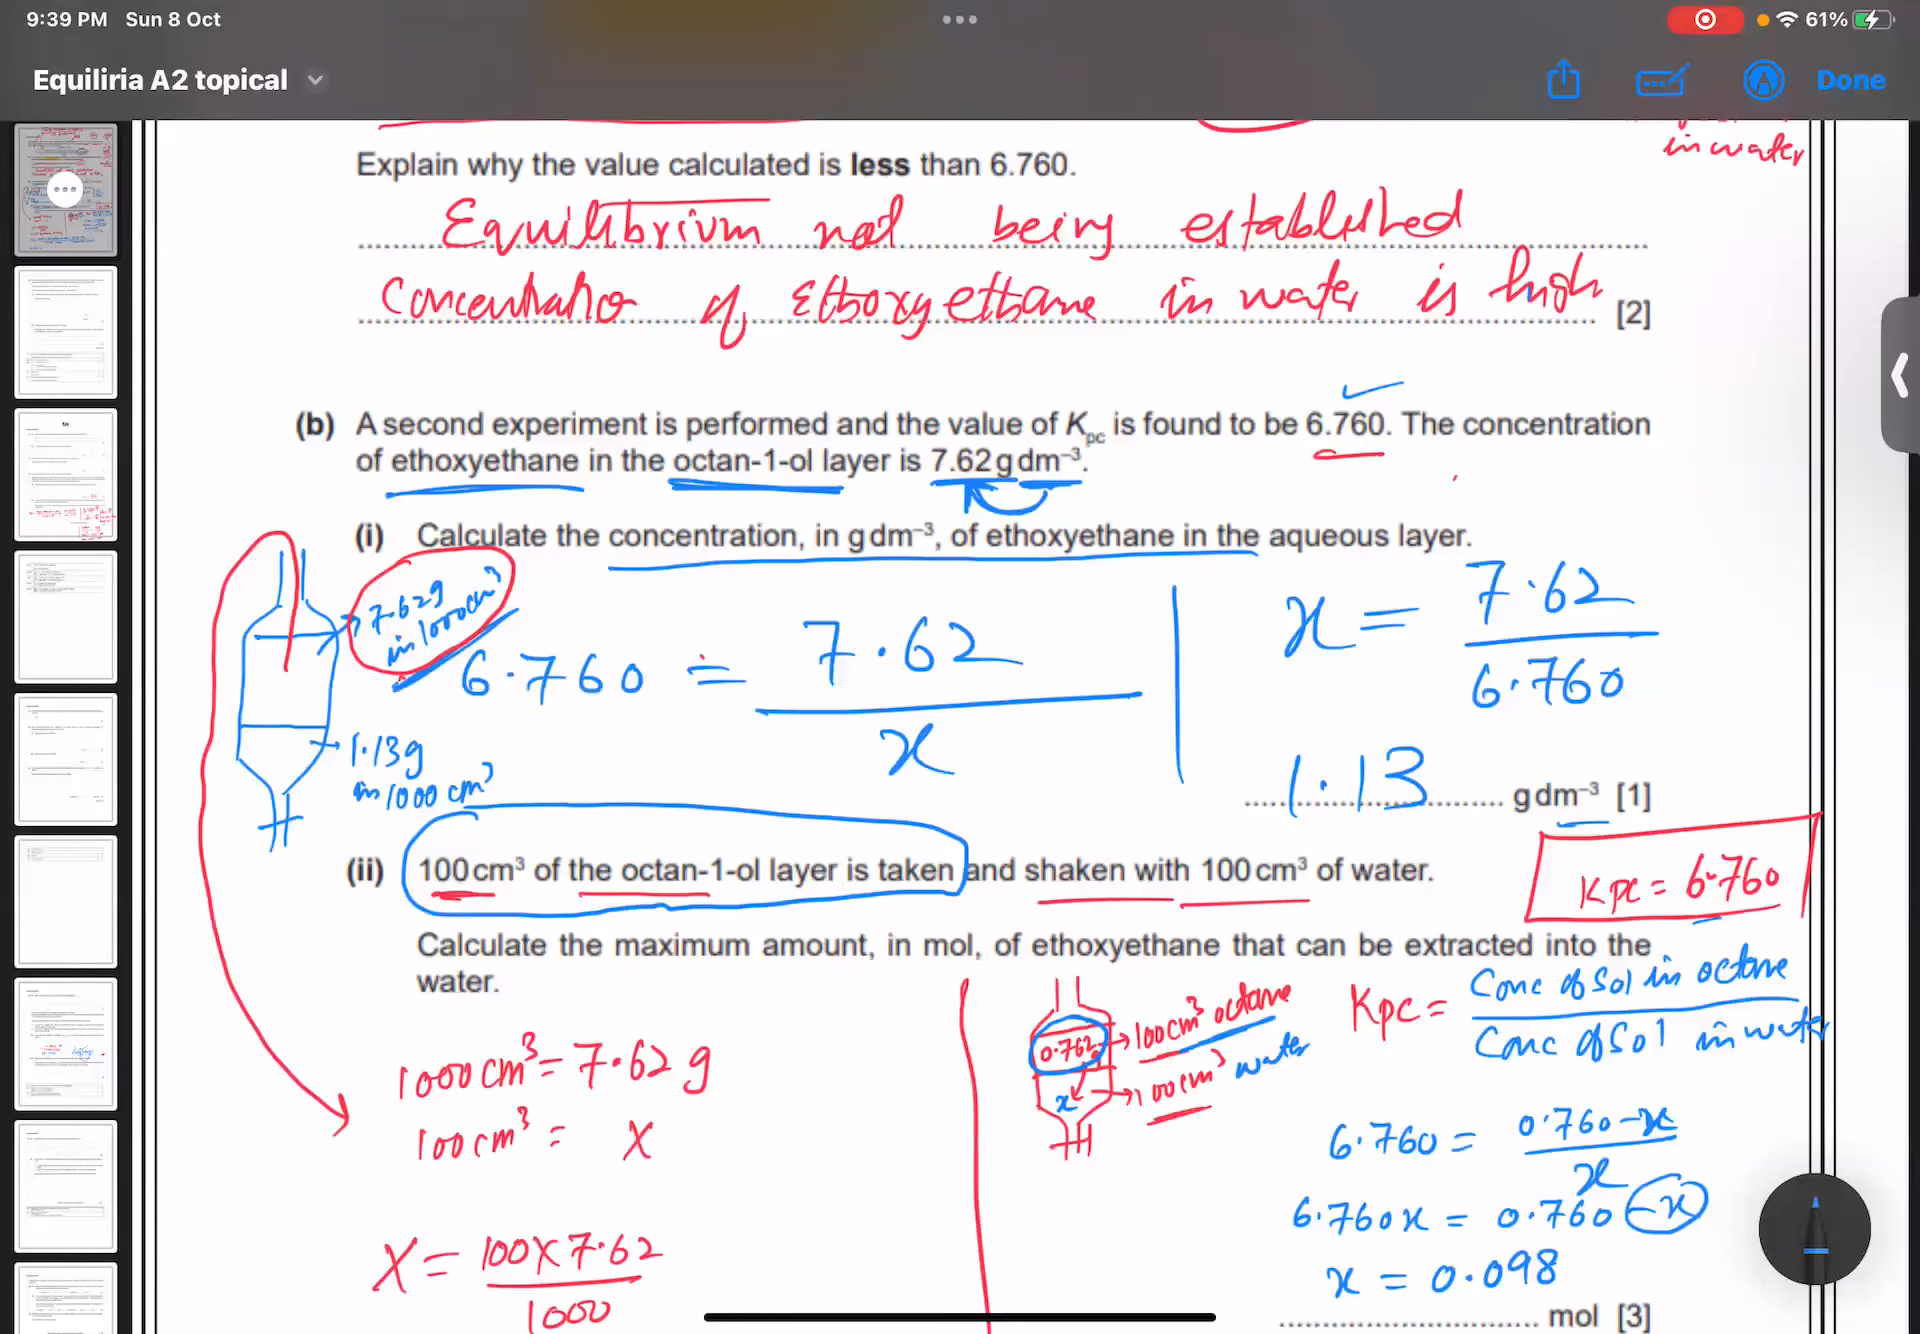 9:39 PM Sun 8 Oct
61%
Equiliria A2 topical
Done
in water
Explain why the value calculated is less than 6.760.
Equilibrium not being established
Concentration of Ethoxyethane in water is high
[2]
(b) A second experiment is performed and the value of Kpc is found to be 6.760. The concentration
of ethoxyethane in the octan-1-ol layer is 7.62 g dm⁻³.
(i) Calculate the concentration, in g dm⁻³, of ethoxyethane in the aqueous layer.
7.62g
in 1000cm³
6.760 = 7.62
x
x = 7.62
6.760
1.13g
in 1000 cm³
1.13 g dm⁻³ [1]
(ii) 100 cm³ of the octan-1-ol layer is taken and shaken with 100 cm³ of water.
Kpc = 6.760
Calculate the maximum amount, in mol, of ethoxyethane that can be extracted into the
water.
1000cm³ = 7.62g
100cm³ = X
X = 100X7.62
1000
0.762g
100cm³ octane
x
100cm³ water
Kpc = Conc of Sol in octane
Conc of Sol in water
6.760 = 0.760-x
x
6.760x = 0.760 -x
x = 0.098
mol [3]